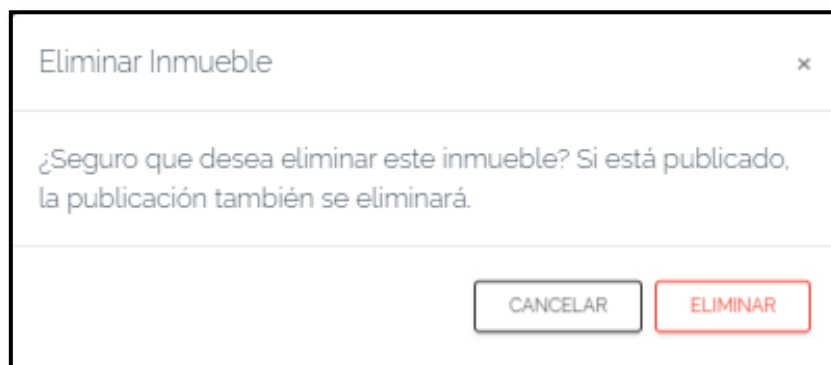 Eliminar Inmueble
×
¿Seguro que desea eliminar este inmueble? Si está publicado,
la publicación también se eliminará.
CANCELAR ELIMINAR